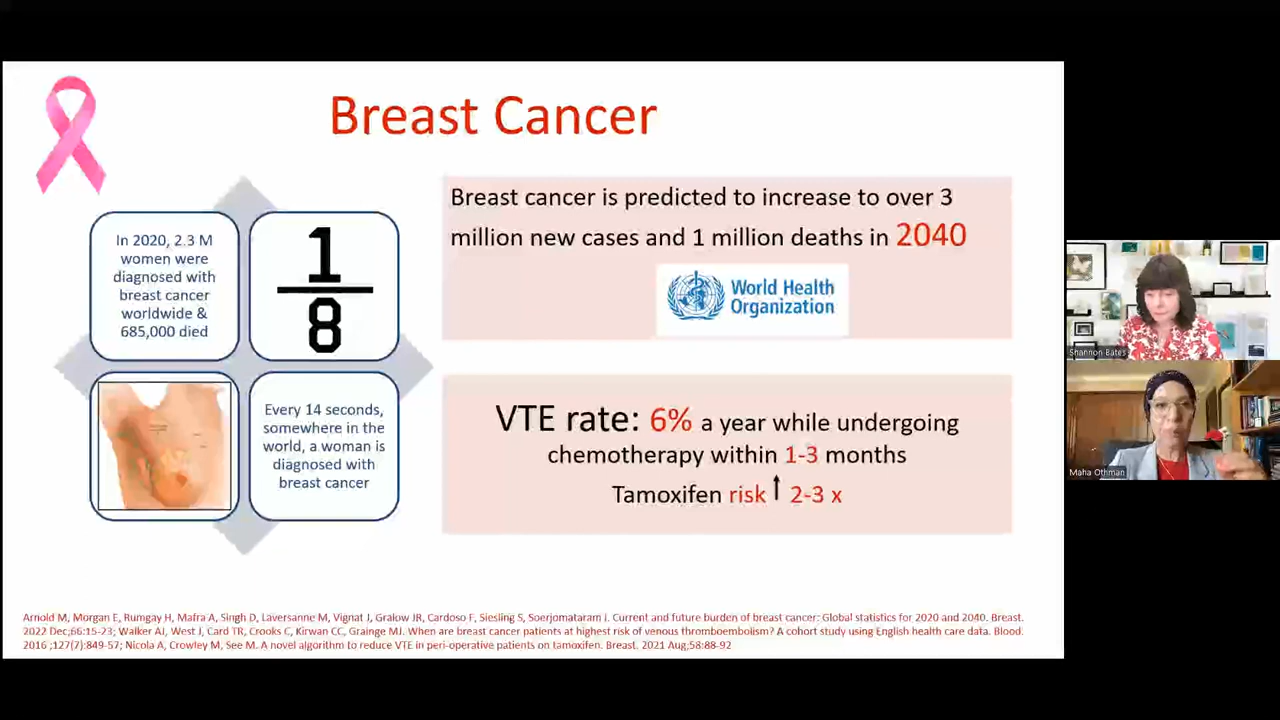 Breast Cancer
In 2020, 2.3 M
women were
diagnosed with
breast cancer
worldwide &
685,000 died
1
8
Every 14 seconds,
somewhere in the
world, a woman is
diagnosed with
breast cancer
Breast cancer is predicted to increase to over 3
million new cases and 1 million deaths in 2040
World Health
Organization
VTE rate: 6% a year while undergoing
chemotherapy within 1-3 months
Tamoxifen risk ↑ 2-3 x
Arnold M, Morgan E, Rumgay H, Mafra A, Singh D, Laversanne M, Vignat J, Gralow JR, Cardoso F, Siesling S, Soerjomataram I. Current and future burden of breast cancer: Global statistics for 2020 and 2040. Breast.
2022 Dec;66:15-23; Walker AJ, West J, Card TR, Crooks C, Kirwan CC, Grainge MJ. When are breast cancer patients at highest risk of venous thromboembolism? A cohort study using English health care data. Blood.
2016 ;127(7):849-57; Nicola A, Crowley M, See M. A novel algorithm to reduce VTE in peri-operative patients on tamoxifen. Breast. 2021 Aug;58:88-92
Shannon Bates
Maha Othman